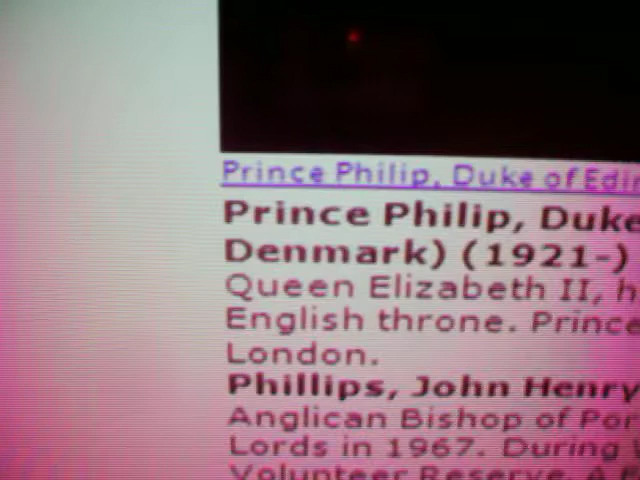 Prince Philip, Duke of Edin
Prince Philip, Duke
Denmark) (1921-)
Queen Elizabeth II, h
English throne. Prince
London.
Phillips, John Henry
Anglican Bishop of Por
Lords in 1967. During
Volunteer Reserve. A